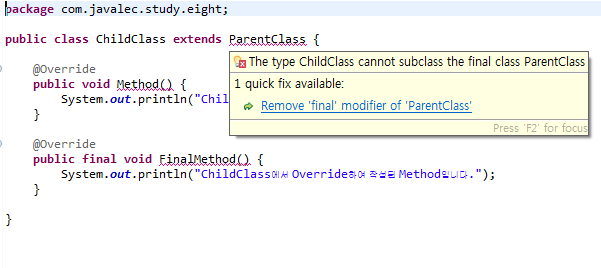 package com.javalec.study.eight;
public class ChildClass extends ParentClass {
The type ChildClass cannot subclass the final class ParentClass
1 quick fix available:
Remove 'final' modifier of 'ParentClass'
Press 'F2' for focus
@Override
public void Method() {
System.out.println("Chil
}
@Override
public final void FinalMethod() {
System.out.println("ChildClass에서 Override하여 작성된 Method입니다.");
}
}